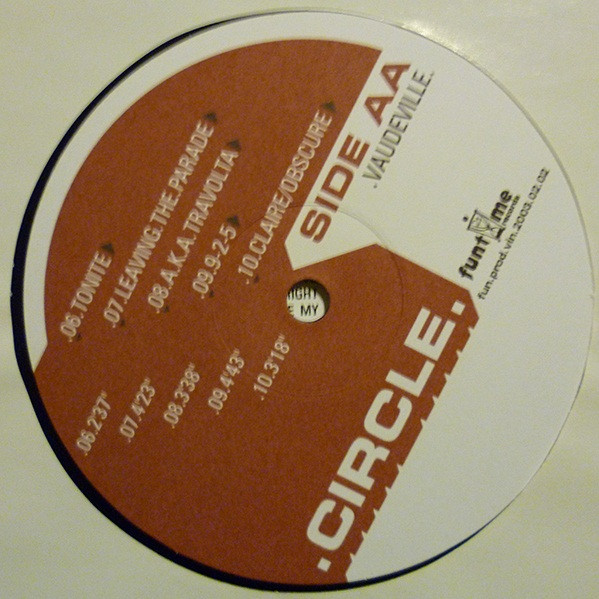 SIDE AA
.VAUDEVILLE.
.06.TONITE
.07.LEAVING.THE.PARADE
.08.A.K.A.TRAVOLTA
.09.9-2-5
.10.CLAIRE/OBSCURE
.06.2'37"
.07.4'23"
.08.3'38"
.09.4'43"
.10.3'18"
.CIRCLE.
funtime
records
fun.prod.vin.2003.02.02
IGHT
E MY